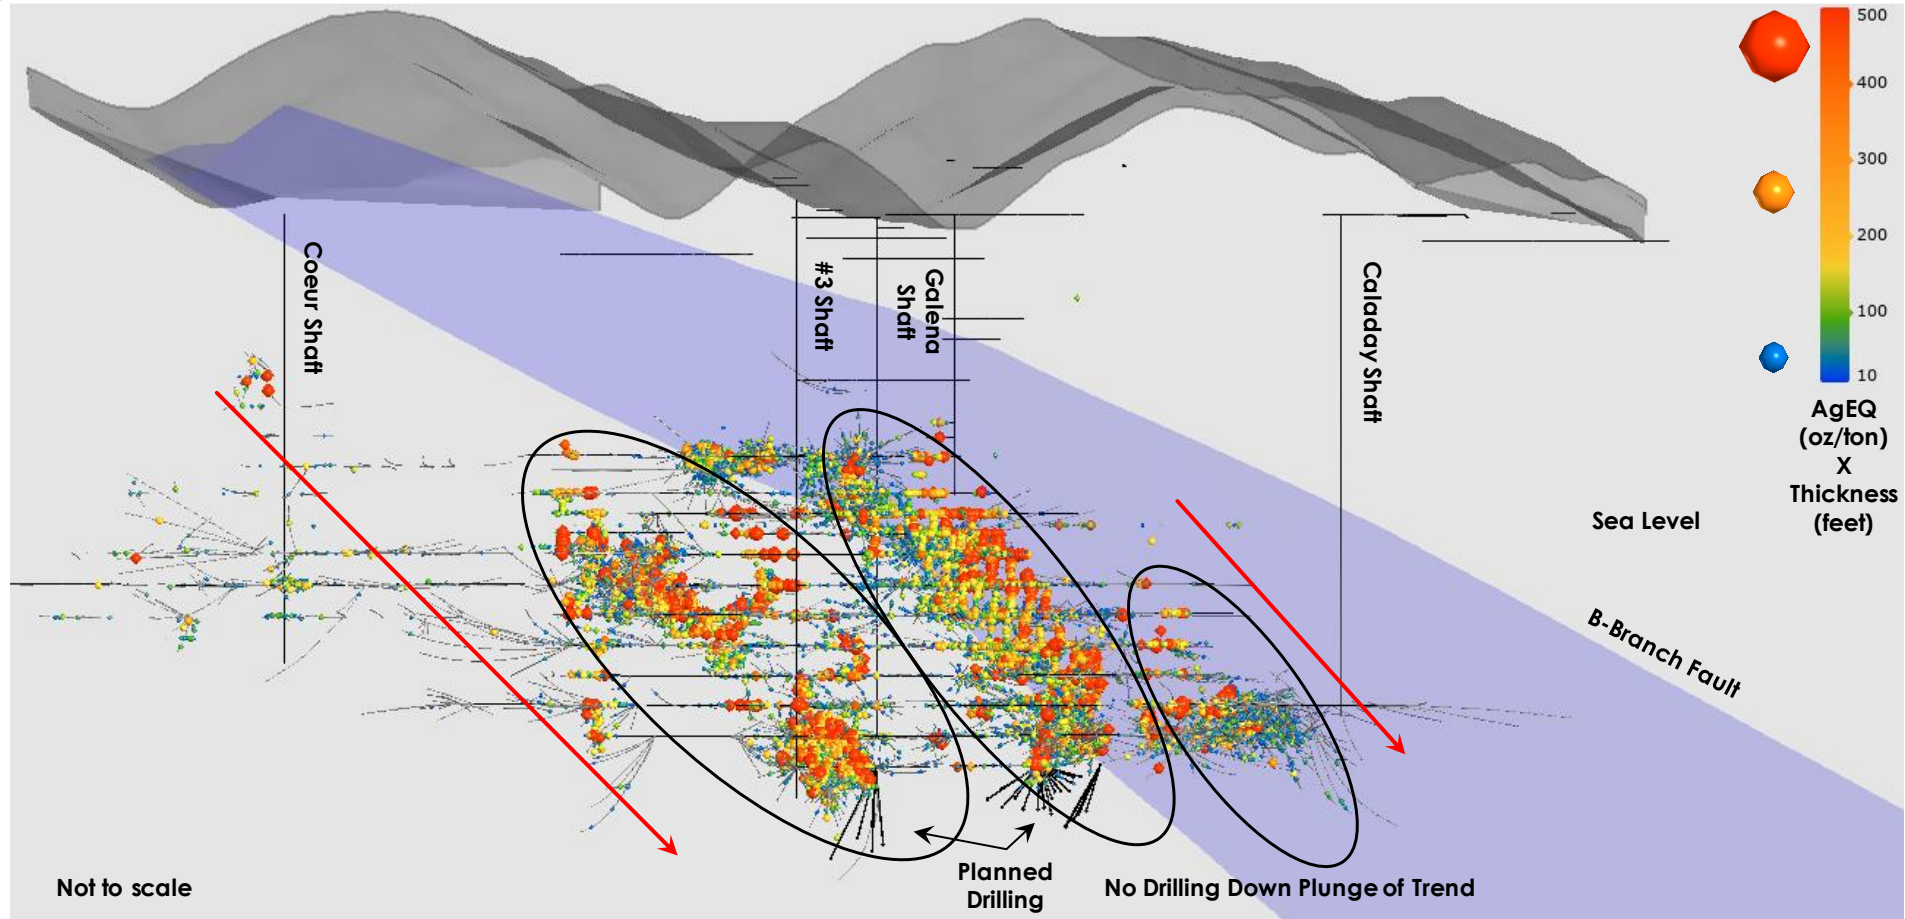 500
400
300
200
100
10
AgEQ
(oz/ton)
X
Thickness
(feet)
Coeur Shaft
#3 Shaft
Galena
Shaft
Caladay Shaft
Sea Level
B-Branch Fault
Planned
Drilling
No Drilling Down Plunge of Trend
Not to scale